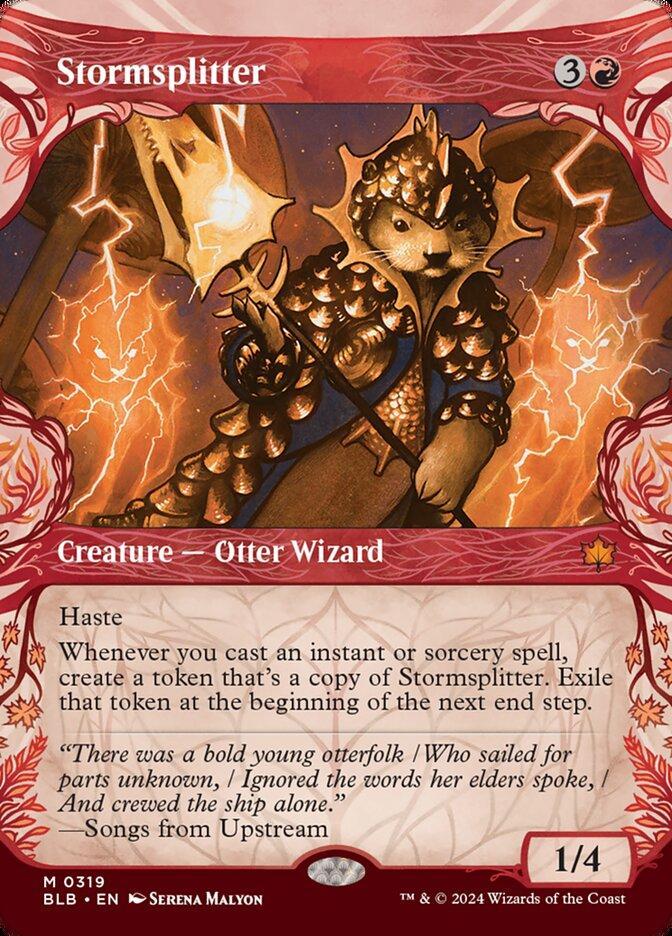 Stormsplitter
3
Creature — Otter Wizard
Haste
Whenever you cast an instant or sorcery spell,
create a token that's a copy of Stormsplitter. Exile
that token at the beginning of the next end step.
“There was a bold young otterfolk / Who sailed for
parts unknown, / Ignored the words her elders spoke, /
And crewed the ship alone.”
—Songs from Upstream
1/4
M 0319
BLB • EN Serena Malyon
™ & © 2024 Wizards of the Coast